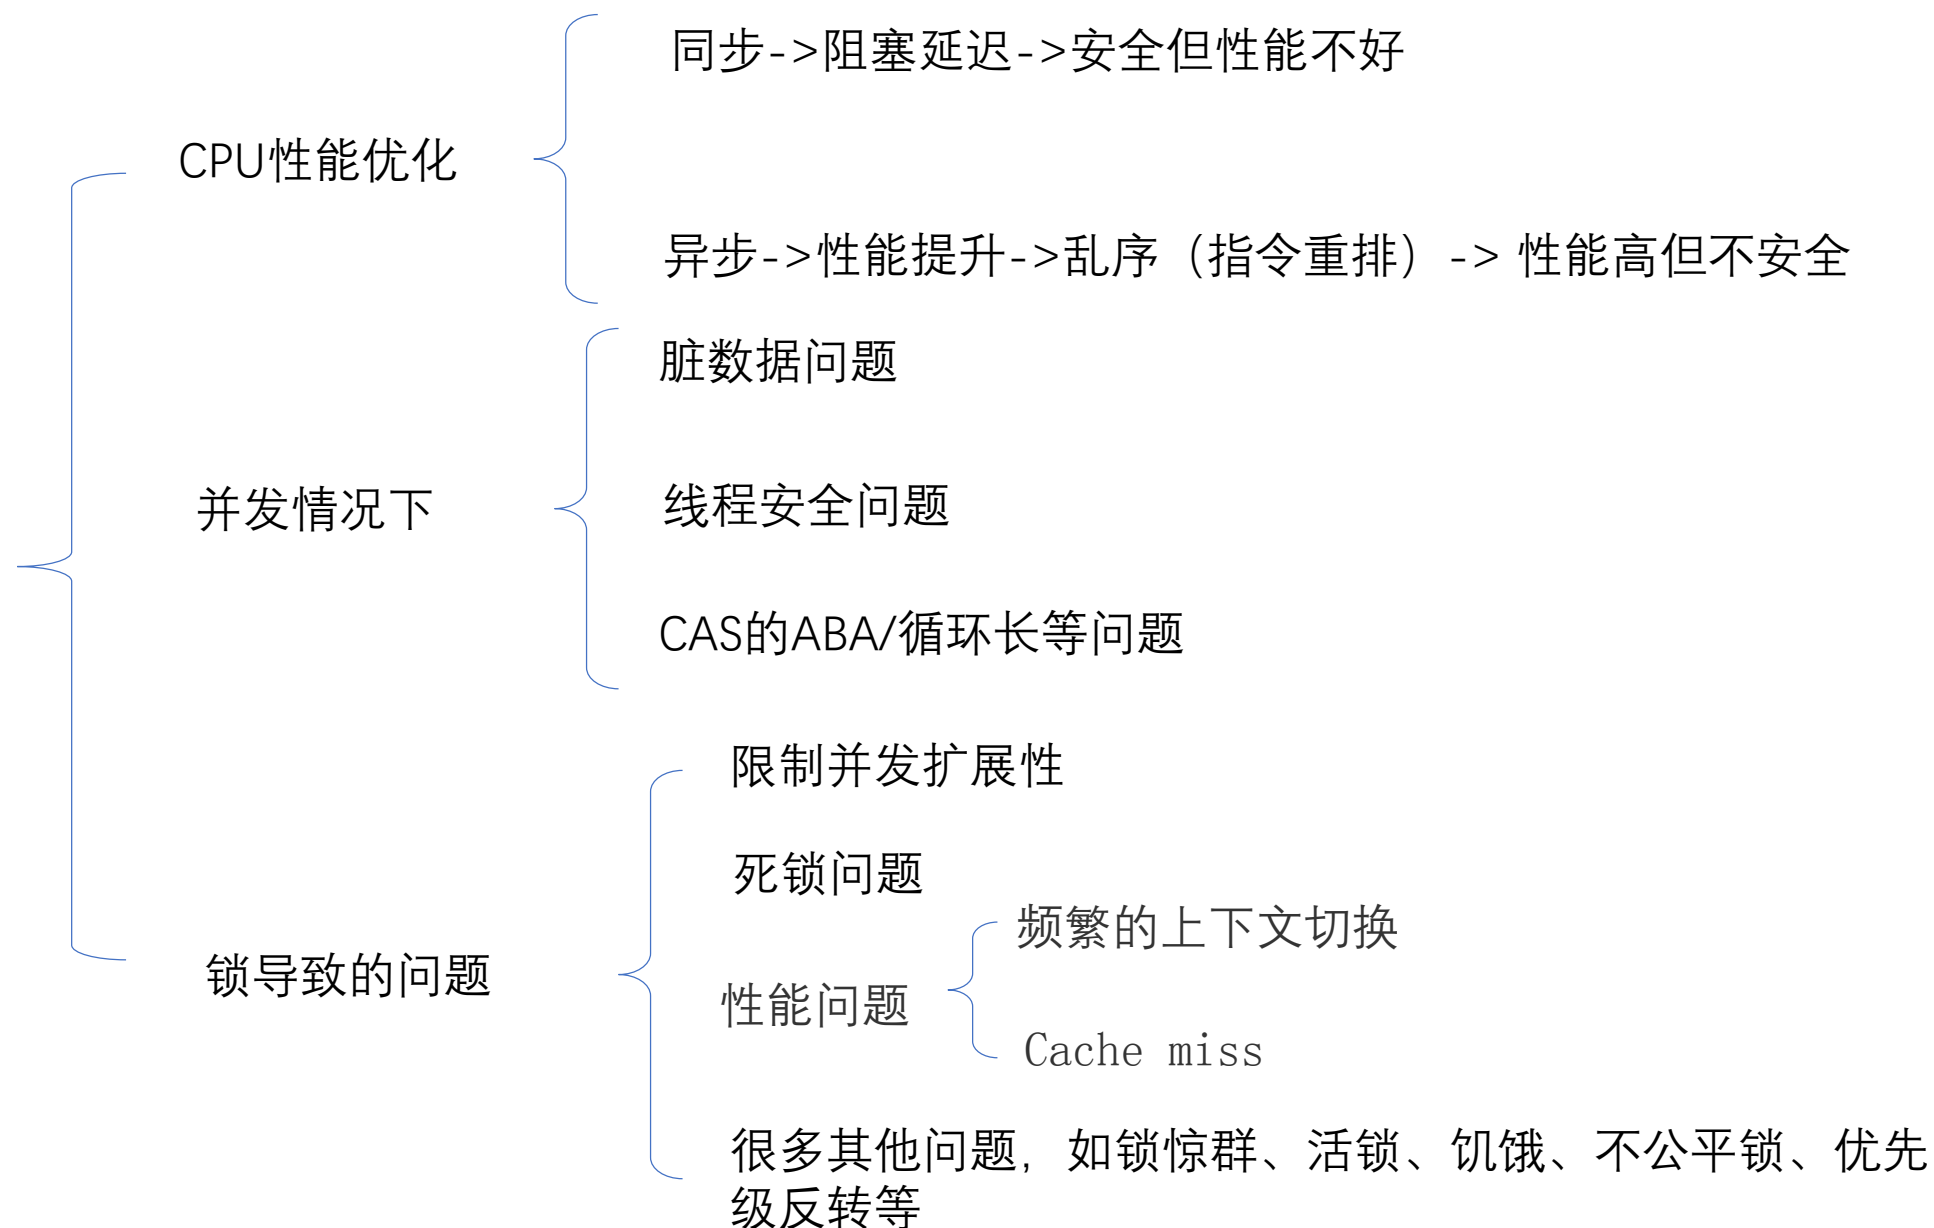 同步->阻塞延迟->安全但性能不好
CPU性能优化
异步->性能提升->乱序（指令重排）-> 性能高但不安全
脏数据问题
并发情况下
线程安全问题
CAS的ABA/循环长等问题
限制并发扩展性
死锁问题
频繁的上下文切换
锁导致的问题
性能问题
Cache miss
很多其他问题，如锁惊群、活锁、饥饿、不公平锁、优先
级反转等